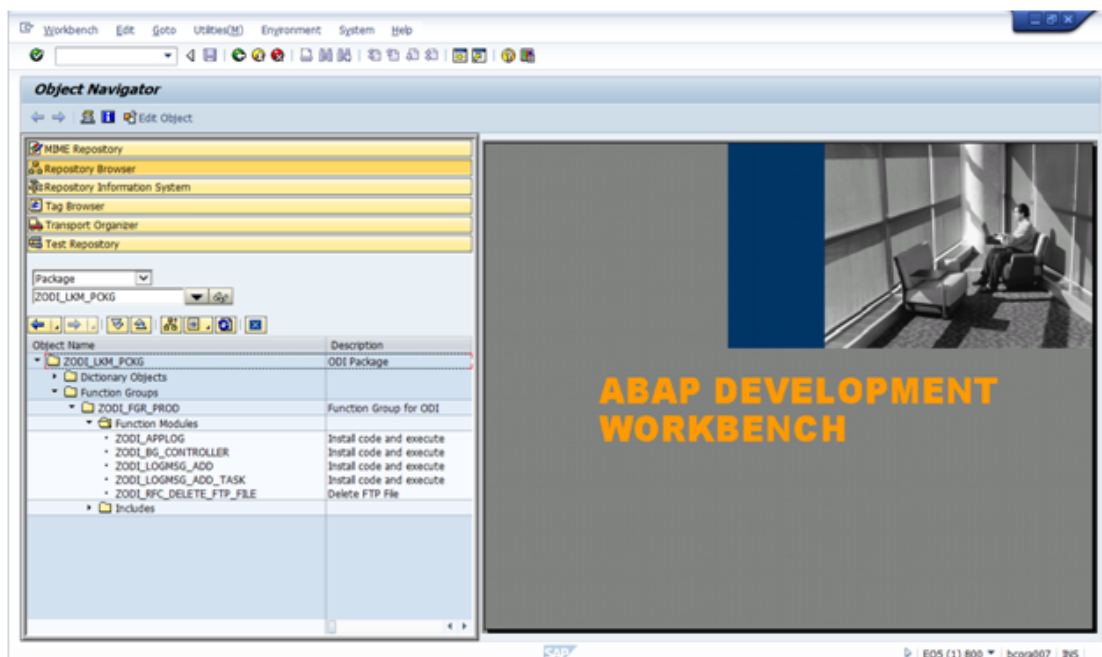 Workbench Edit Goto Utilities(M) Environment System Help
Object Navigator
Edit Object
MIME Repository
Repository Browser
Repository Information System
Tag Browser
Transport Organizer
Test Repository
Package
ZODI_LKM_PCKG
Object Name Description
ZODI_LKM_PCKG ODI Package
Dictionary Objects
Function Groups
ZODI_FGR_PROD Function Group for ODI
Function Modules
ZODI_APPLOG Install code and execute
ZODI_BG_CONTROLLER Install code and execute
ZODI_LOGMSG_ADD Install code and execute
ZODI_LOGMSG_ADD_TASK Install code and execute
ZODI_RFC_DELETE_FTP_FILE Delete FTP File
Includes
ABAP DEVELOPMENT
WORKBENCH
SAP EO5 (1) 800 bcora007 INS